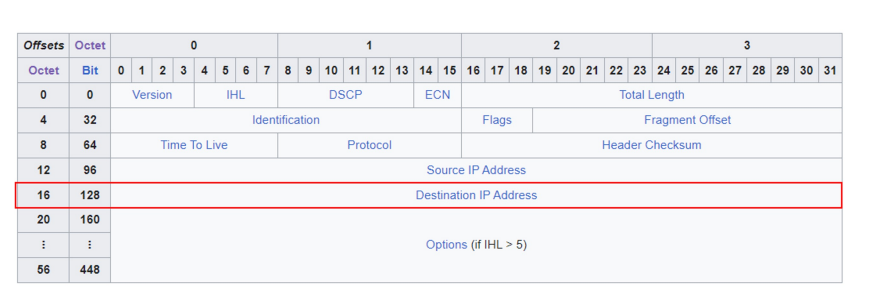 Offsets Octet 0 1 2 3
Octet Bit 0 1 2 3 4 5 6 7 8 9 10 11 12 13 14 15 16 17 18 19 20 21 22 23 24 25 26 27 28 29 30 31
0 0 Version IHL DSCP ECN Total Length
4 32 Identification Flags Fragment Offset
8 64 Time To Live Protocol Header Checksum
12 96 Source IP Address
16 128 Destination IP Address
20 160
⋮ ⋮ Options (if IHL > 5)
56 448